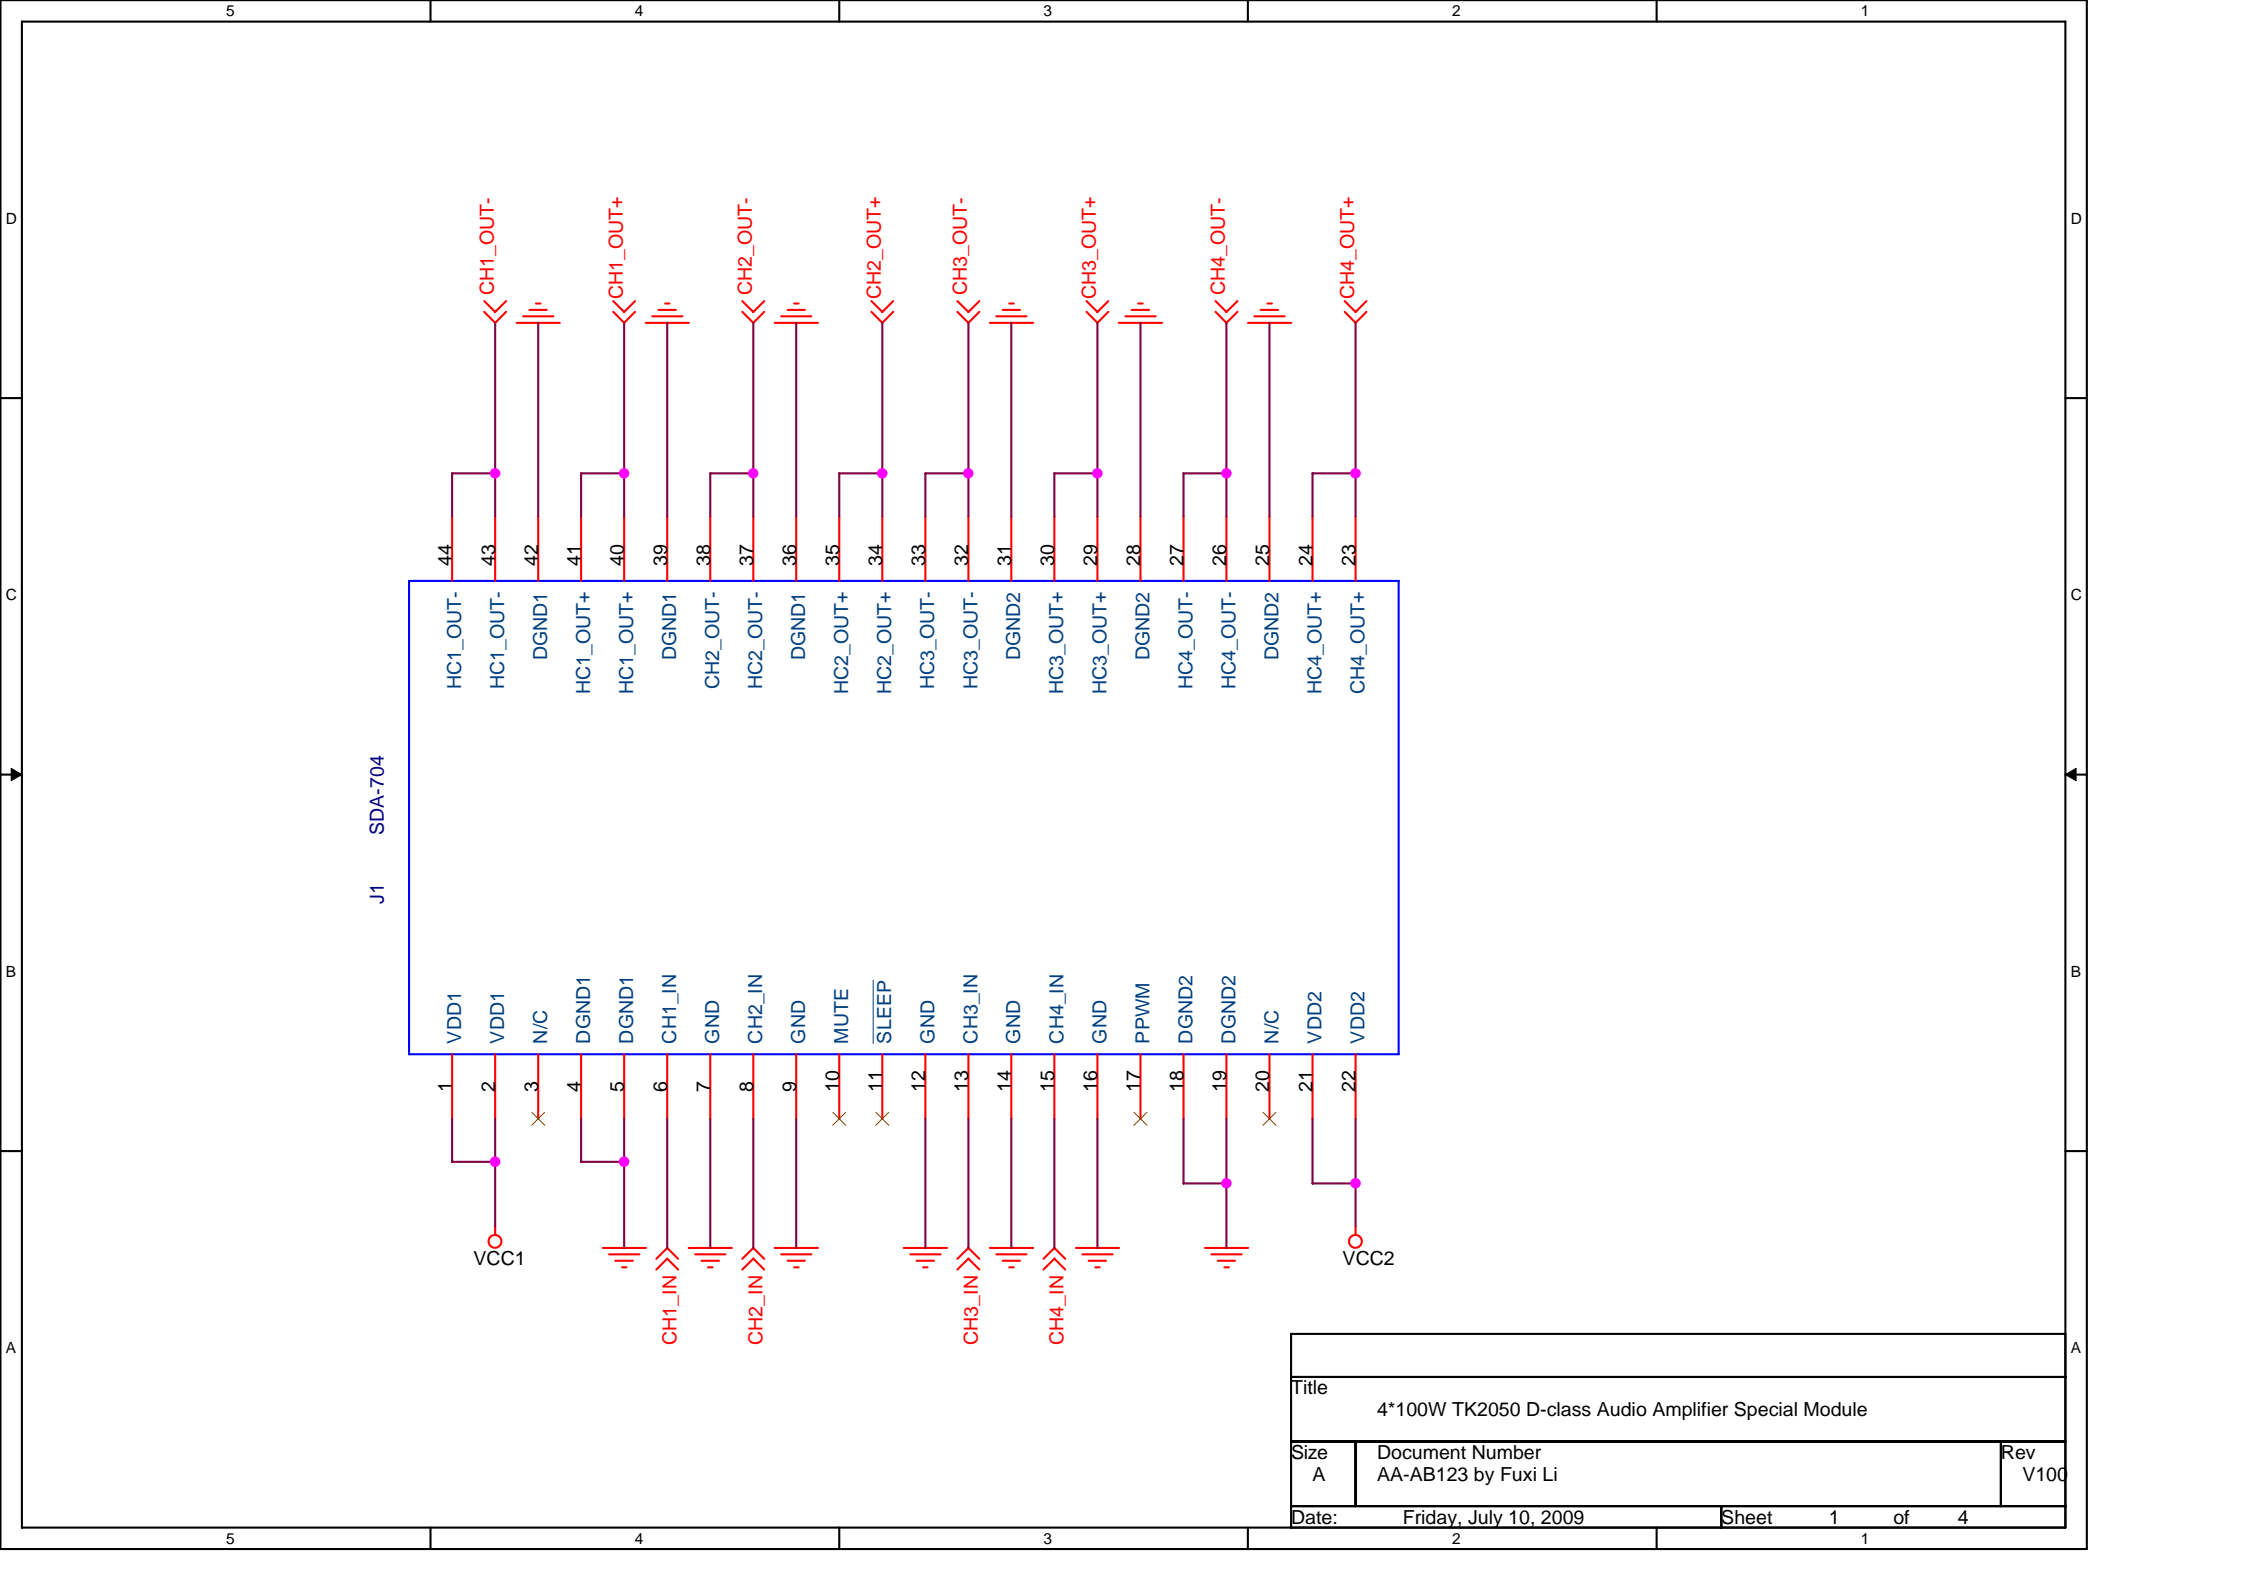 5 4 3 2 1
D D
CH1_OUT- CH1_OUT+ CH2_OUT- CH2_OUT+ CH3_OUT- CH3_OUT+ CH4_OUT- CH4_OUT+
44 43 42 41 40 39 38 37 36 35 34 33 32 31 30 29 28 27 26 25 24 23
C C
HC1_OUT- HC1_OUT- DGND1 HC1_OUT+ HC1_OUT+ DGND1 CH2_OUT- HC2_OUT- DGND1 HC2_OUT+ HC2_OUT+ HC3_OUT- HC3_OUT- DGND2 HC3_OUT+ HC3_OUT+ DGND2 HC4_OUT- HC4_OUT- DGND2 HC4_OUT+ CH4_OUT+
J1 SDA-704
B B
VDD1 VDD1 N/C DGND1 DGND1 CH1_IN GND CH2_IN GND MUTE SLEEP GND CH3_IN GND CH4_IN GND PPWM DGND2 DGND2 N/C VDD2 VDD2
1 2 3 4 5 6 7 8 9 10 11 12 13 14 15 16 17 18 19 20 21 22
VCC1 VCC2
CH1_IN CH2_IN CH3_IN CH4_IN
A A
Title
4*100W TK2050 D-class Audio Amplifier Special Module
Size Document Number Rev
A AA-AB123 by Fuxi Li V100
Date: Friday, July 10, 2009 Sheet 1 of 4
5 4 3 2 1